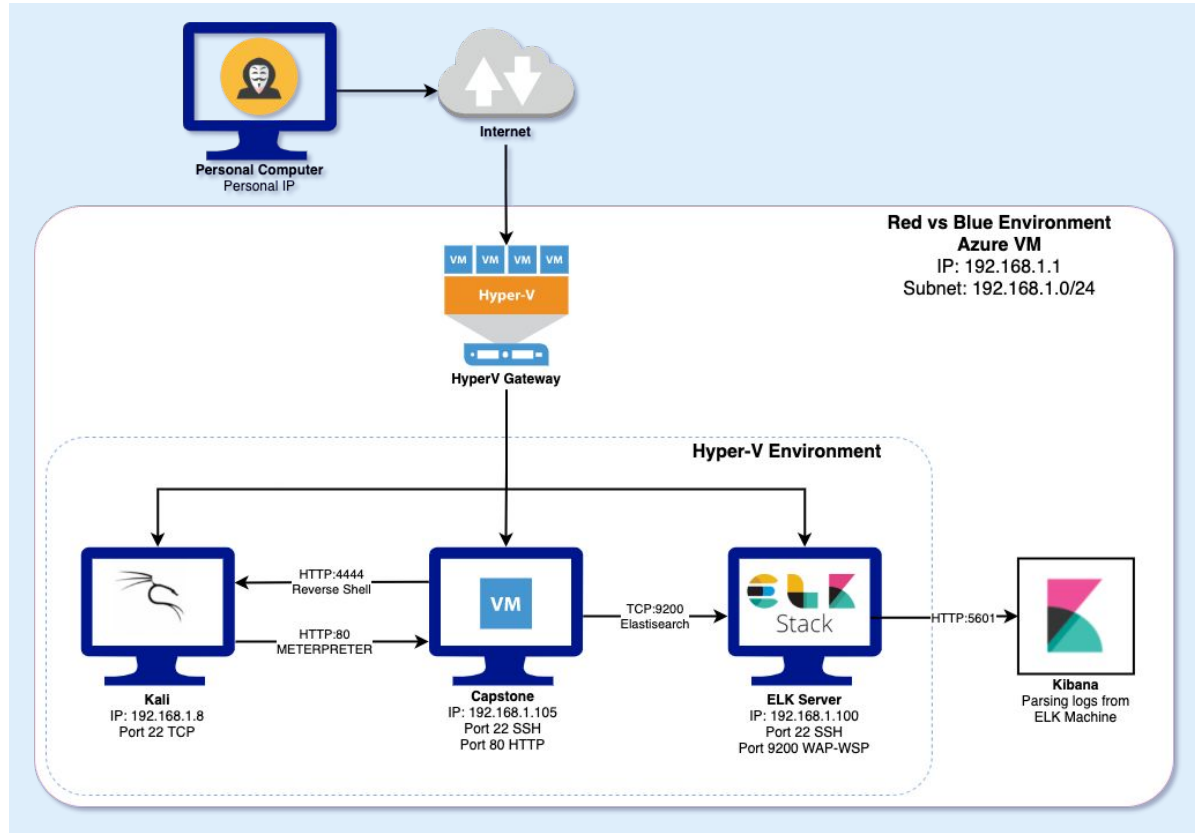 Personal Computer
Personal IP
Internet
Red vs Blue Environment
Azure VM
IP: 192.168.1.1
Subnet: 192.168.1.0/24
VM VM VM VM
Hyper-V
HyperV Gateway
Hyper-V Environment
HTTP:4444
Reverse Shell
HTTP:80
METERPRETER
VM
TCP:9200
Elastisearch
ELK
Stack
HTTP:5601
Kali
IP: 192.168.1.8
Port 22 TCP
Capstone
IP: 192.168.1.105
Port 22 SSH
Port 80 HTTP
ELK Server
IP: 192.168.1.100
Port 22 SSH
Port 9200 WAP-WSP
Kibana
Parsing logs from
ELK Machine